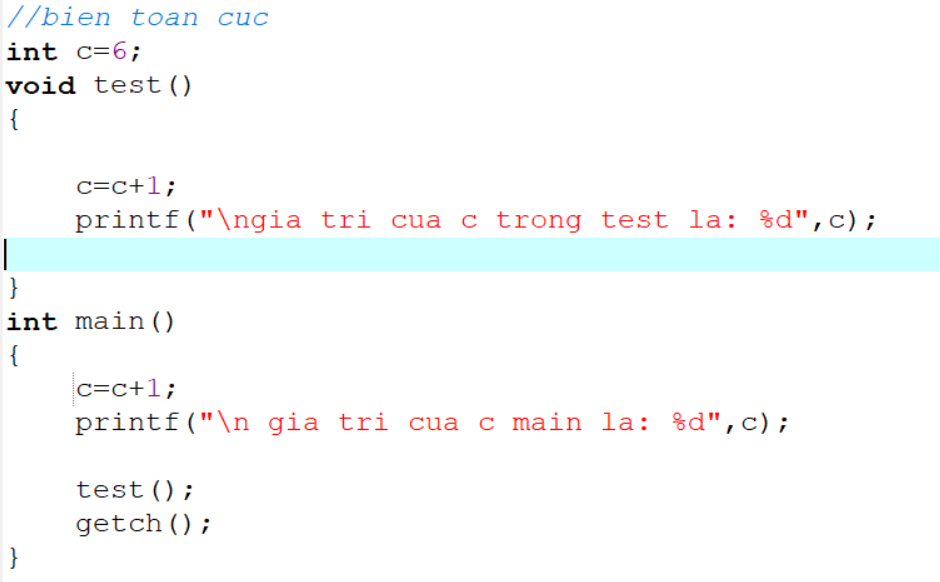 //bien toan cuc
int c=6;
void test()
{
c=c+1;
printf("\ngia tri cua c trong test la: %d",c);
}
int main()
{
c=c+1;
printf("\n gia tri cua c main la: %d",c);
test();
getch();
}